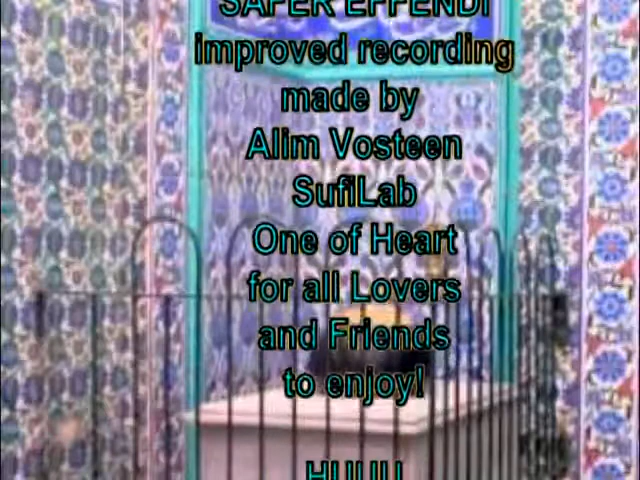 SAFER EFFENDI
improved recording
made by
Alim Vosteen
SufiLab
One of Heart
for all Lovers
and Friends
to enjoy!